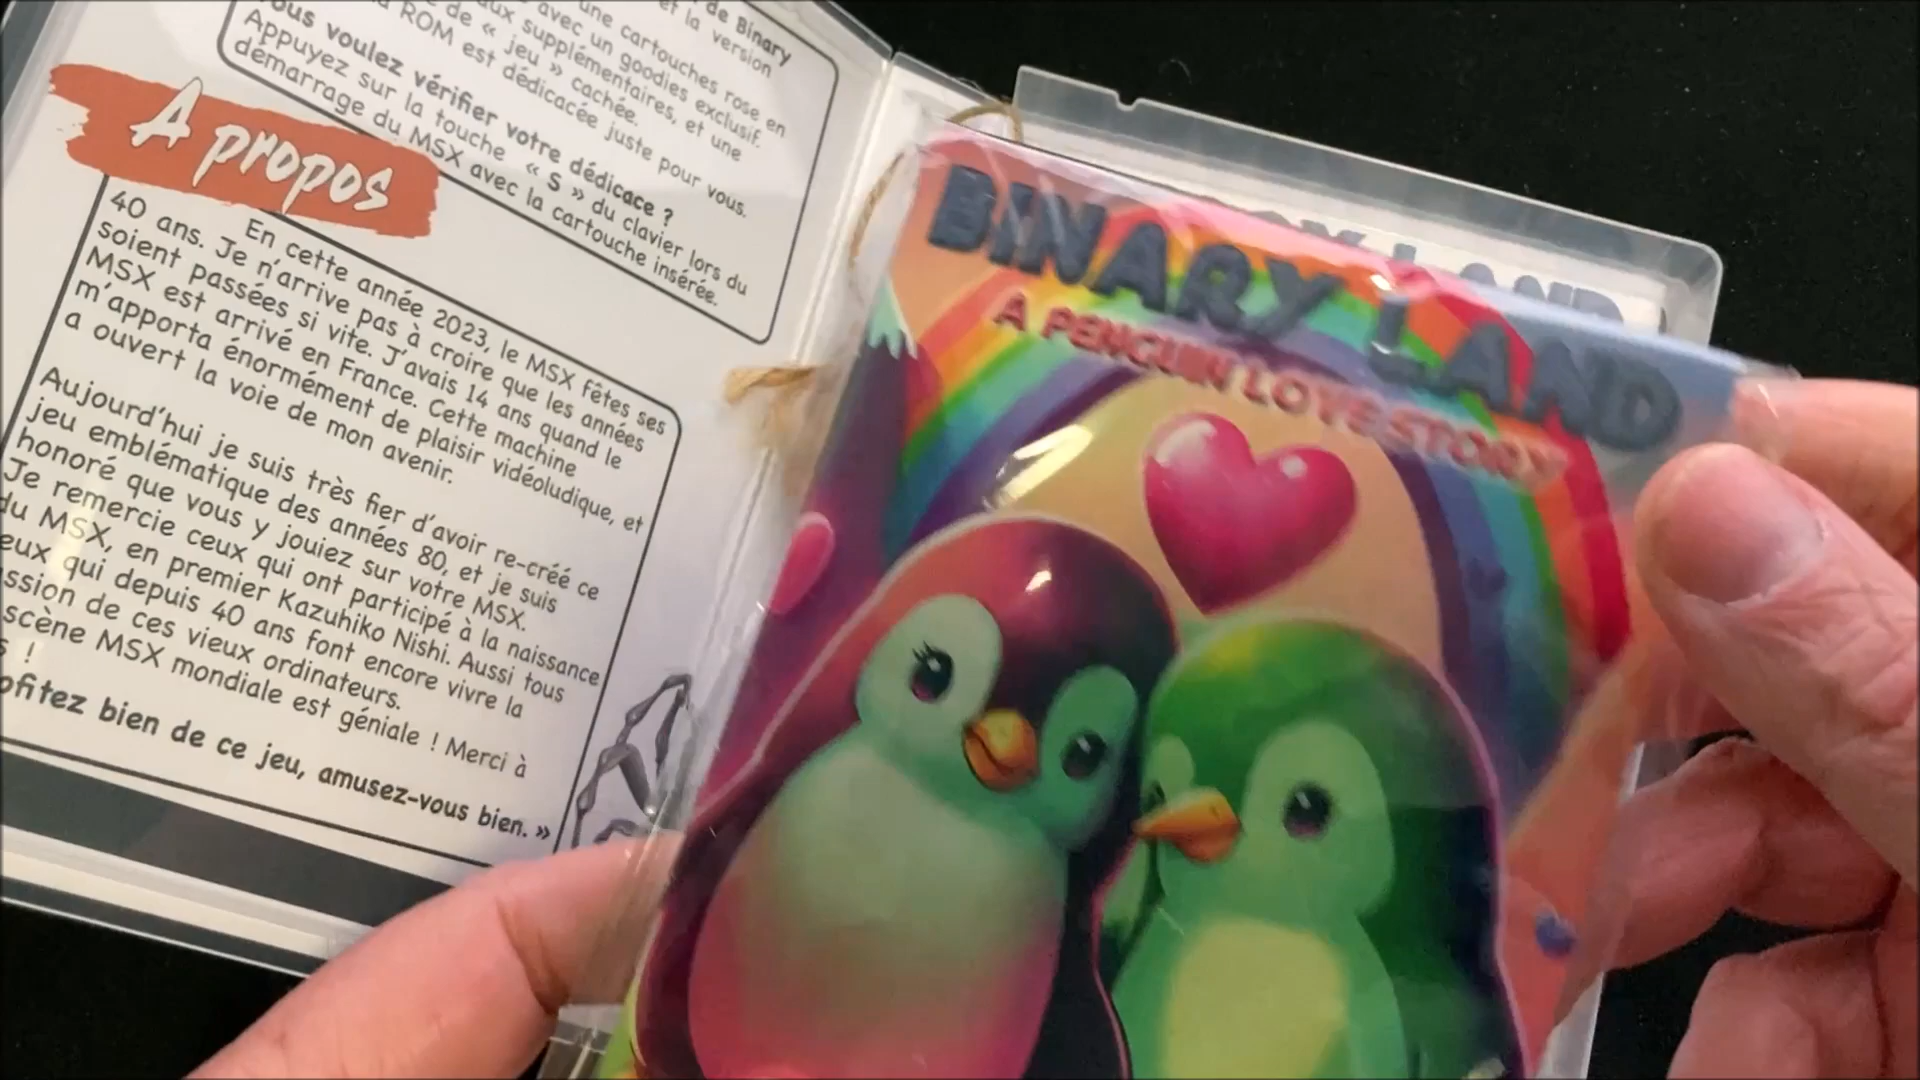 de Binary
et la version
une cartouches rose en
avec un goodies exclusif.
aux supplémentaires, et une
de « jeu » cachée.
ROM est dédicacée juste pour vous.
Vous voulez vérifier votre dédicace ?
Appuyez sur la touche « S » du clavier lors du
démarrage du MSX avec la cartouche insérée.
A propos
En cette année 2023, le MSX fêtes ses
40 ans. Je n'arrive pas à croire que les années
soient passées si vite. J'avais 14 ans quand le
MSX est arrivé en France. Cette machine
m'apporta énormément de plaisir vidéoludique, et
a ouvert la voie de mon avenir.
Aujourd'hui je suis très fier d'avoir re-créé ce
jeu emblématique des années 80, et je suis
honoré que vous y jouiez sur votre MSX.
Je remercie ceux qui ont participé à la naissance
du MSX, en premier Kazuhiko Nishi. Aussi tous
eux qui depuis 40 ans font encore vivre la
ssion de ces vieux ordinateurs.
scène MSX mondiale est géniale ! Merci à
s !
ofitez bien de ce jeu, amusez-vous bien. »
BINARY LAND
A PENGUIN LOVE STORY
LAND